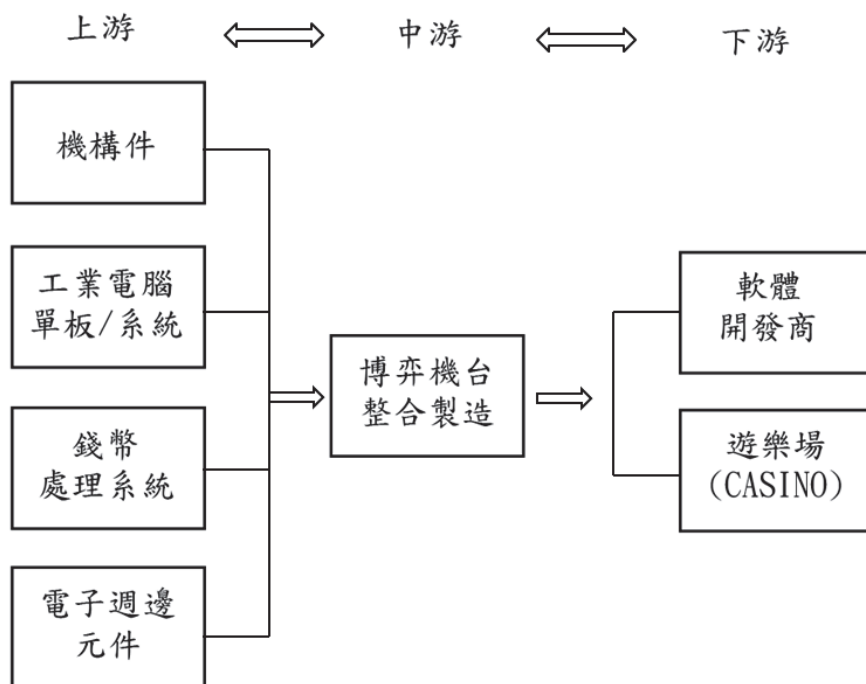 上游 中游 下游
機構件
工業電腦
單板/系統
錢幣
處理系統
電子週邊
元件
博弈機台
整合製造
軟體
開發商
遊樂場
(CASINO)